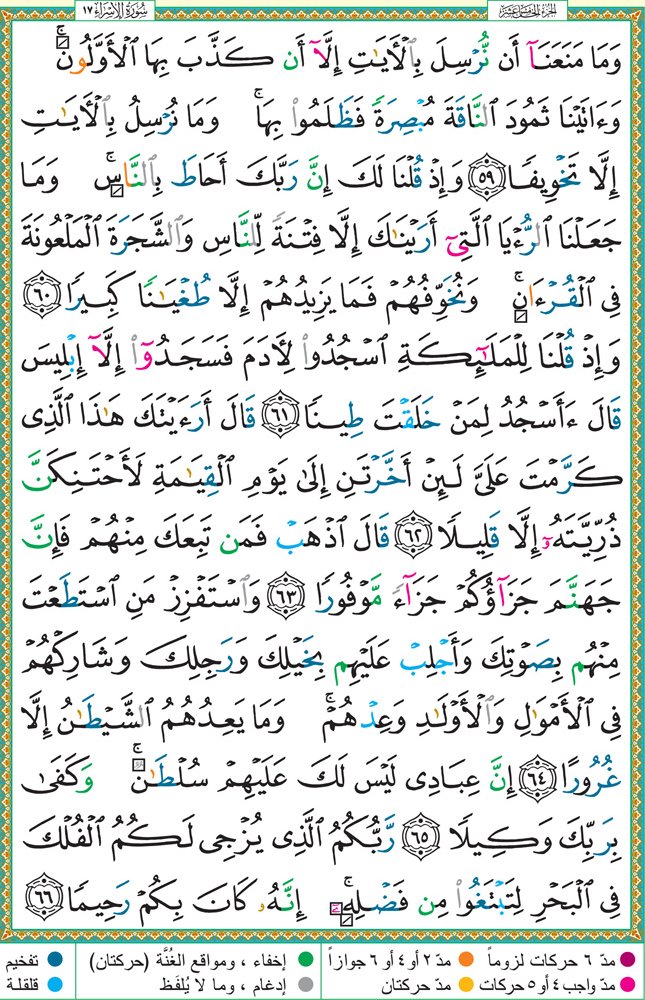 الجزء الخامس عشر
سورة الإسراء ١٧
وَمَا مَنَعَنَآ أَن نُّرْسِلَ بِٱلْأَيَـٰتِ إِلَّآ أَن كَذَّبَ بِهَا ٱلْأَوَّلُونَۚ
وَءَاتَيْنَا ثَمُودَ ٱلنَّاقَةَ مُبْصِرَةً فَظَلَمُوا۟ بِهَاۚ وَمَا نُرْسِلُ بِٱلْأَيَـٰتِ
إِلَّا تَخْوِيفًا ٥٩ وَإِذْ قُلْنَا لَكَ إِنَّ رَبَّكَ أَحَاطَ بِٱلنَّاسِۚ وَمَا
جَعَلْنَا ٱلرُّءْيَا ٱلَّتِىٓ أَرَيْنَـٰكَ إِلَّا فِتْنَةً لِّلنَّاسِ وَٱلشَّجَرَةَ ٱلْمَلْعُونَةَ
فِى ٱلْقُرْءَانِۚ وَنُخَوِّفُهُمْ فَمَا يَزِيدُهُمْ إِلَّا طُغْيَـٰنًا كَبِيرًا ٦٠
وَإِذْ قُلْنَا لِلْمَلَـٰٓئِكَةِ ٱسْجُدُوا۟ لِأَدَمَ فَسَجَدُوٓا۟ إِلَّآ إِبْلِيسَ
قَالَ ءَأَسْجُدُ لِمَنْ خَلَقْتَ طِينًا ٦١ قَالَ أَرَءَيْتَكَ هَـٰذَا ٱلَّذِى
كَرَّمْتَ عَلَىَّ لَئِنْ أَخَّرْتَنِ إِلَىٰ يَوْمِ ٱلْقِيَـٰمَةِ لَأَحْتَنِكَنَّ
ذُرِّيَّتَهُۥٓ إِلَّا قَلِيلًا ٦٢ قَالَ ٱذْهَبْ فَمَن تَبِعَكَ مِنْهُمْ فَإِنَّ
جَهَنَّمَ جَزَآؤُكُمْ جَزَآءً مَّوْفُورًا ٦٣ وَٱسْتَفْزِزْ مَنِ ٱسْتَطَعْتَ
مِنْهُم بِصَوْتِكَ وَأَجْلِبْ عَلَيْهِم بِخَيْلِكَ وَرَجِلِكَ وَشَارِكْهُمْ
فِى ٱلْأَمْوَٰلِ وَٱلْأَوْلَـٰدِ وَعِدْهُمْۚ وَمَا يَعِدُهُمُ ٱلشَّيْطَـٰنُ إِلَّا
غُرُورًا ٦٤ إِنَّ عِبَادِى لَيْسَ لَكَ عَلَيْهِمْ سُلْطَـٰنٌۚ وَكَفَىٰ
بِرَبِّكَ وَكِيلًا ٦٥ رَّبُّكُمُ ٱلَّذِى يُزْجِى لَكُمُ ٱلْفُلْكَ
فِى ٱلْبَحْرِ لِتَبْتَغُوا۟ مِن فَضْلِهِۦٓۚ إِنَّهُۥ كَانَ بِكُمْ رَحِيمًا ٦٦
مدّ ٦ حركات لزوماً مدّ ٢ أو ٤ أو ٦ جوازاً إخفاء ، ومواقع الغُنَّة (حركتان) تفخيم
مدّ واجب ٤ أو ٥ حركات مدّ حركتان إدغام ، وما لا يُلفَظ قلقلة